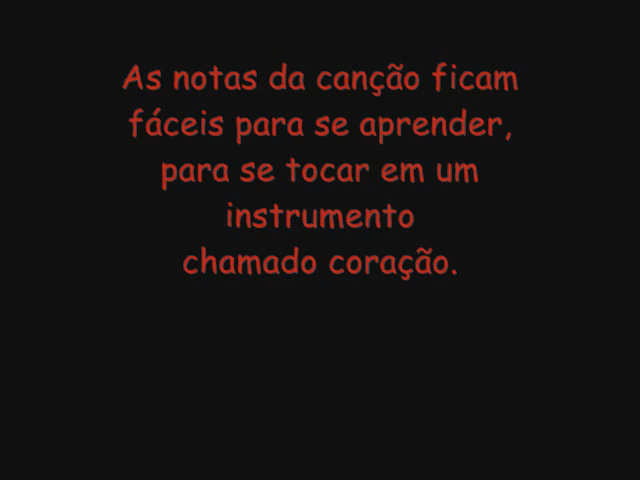 As notas da canção ficam
fáceis para se aprender,
para se tocar em um
instrumento
chamado coração.